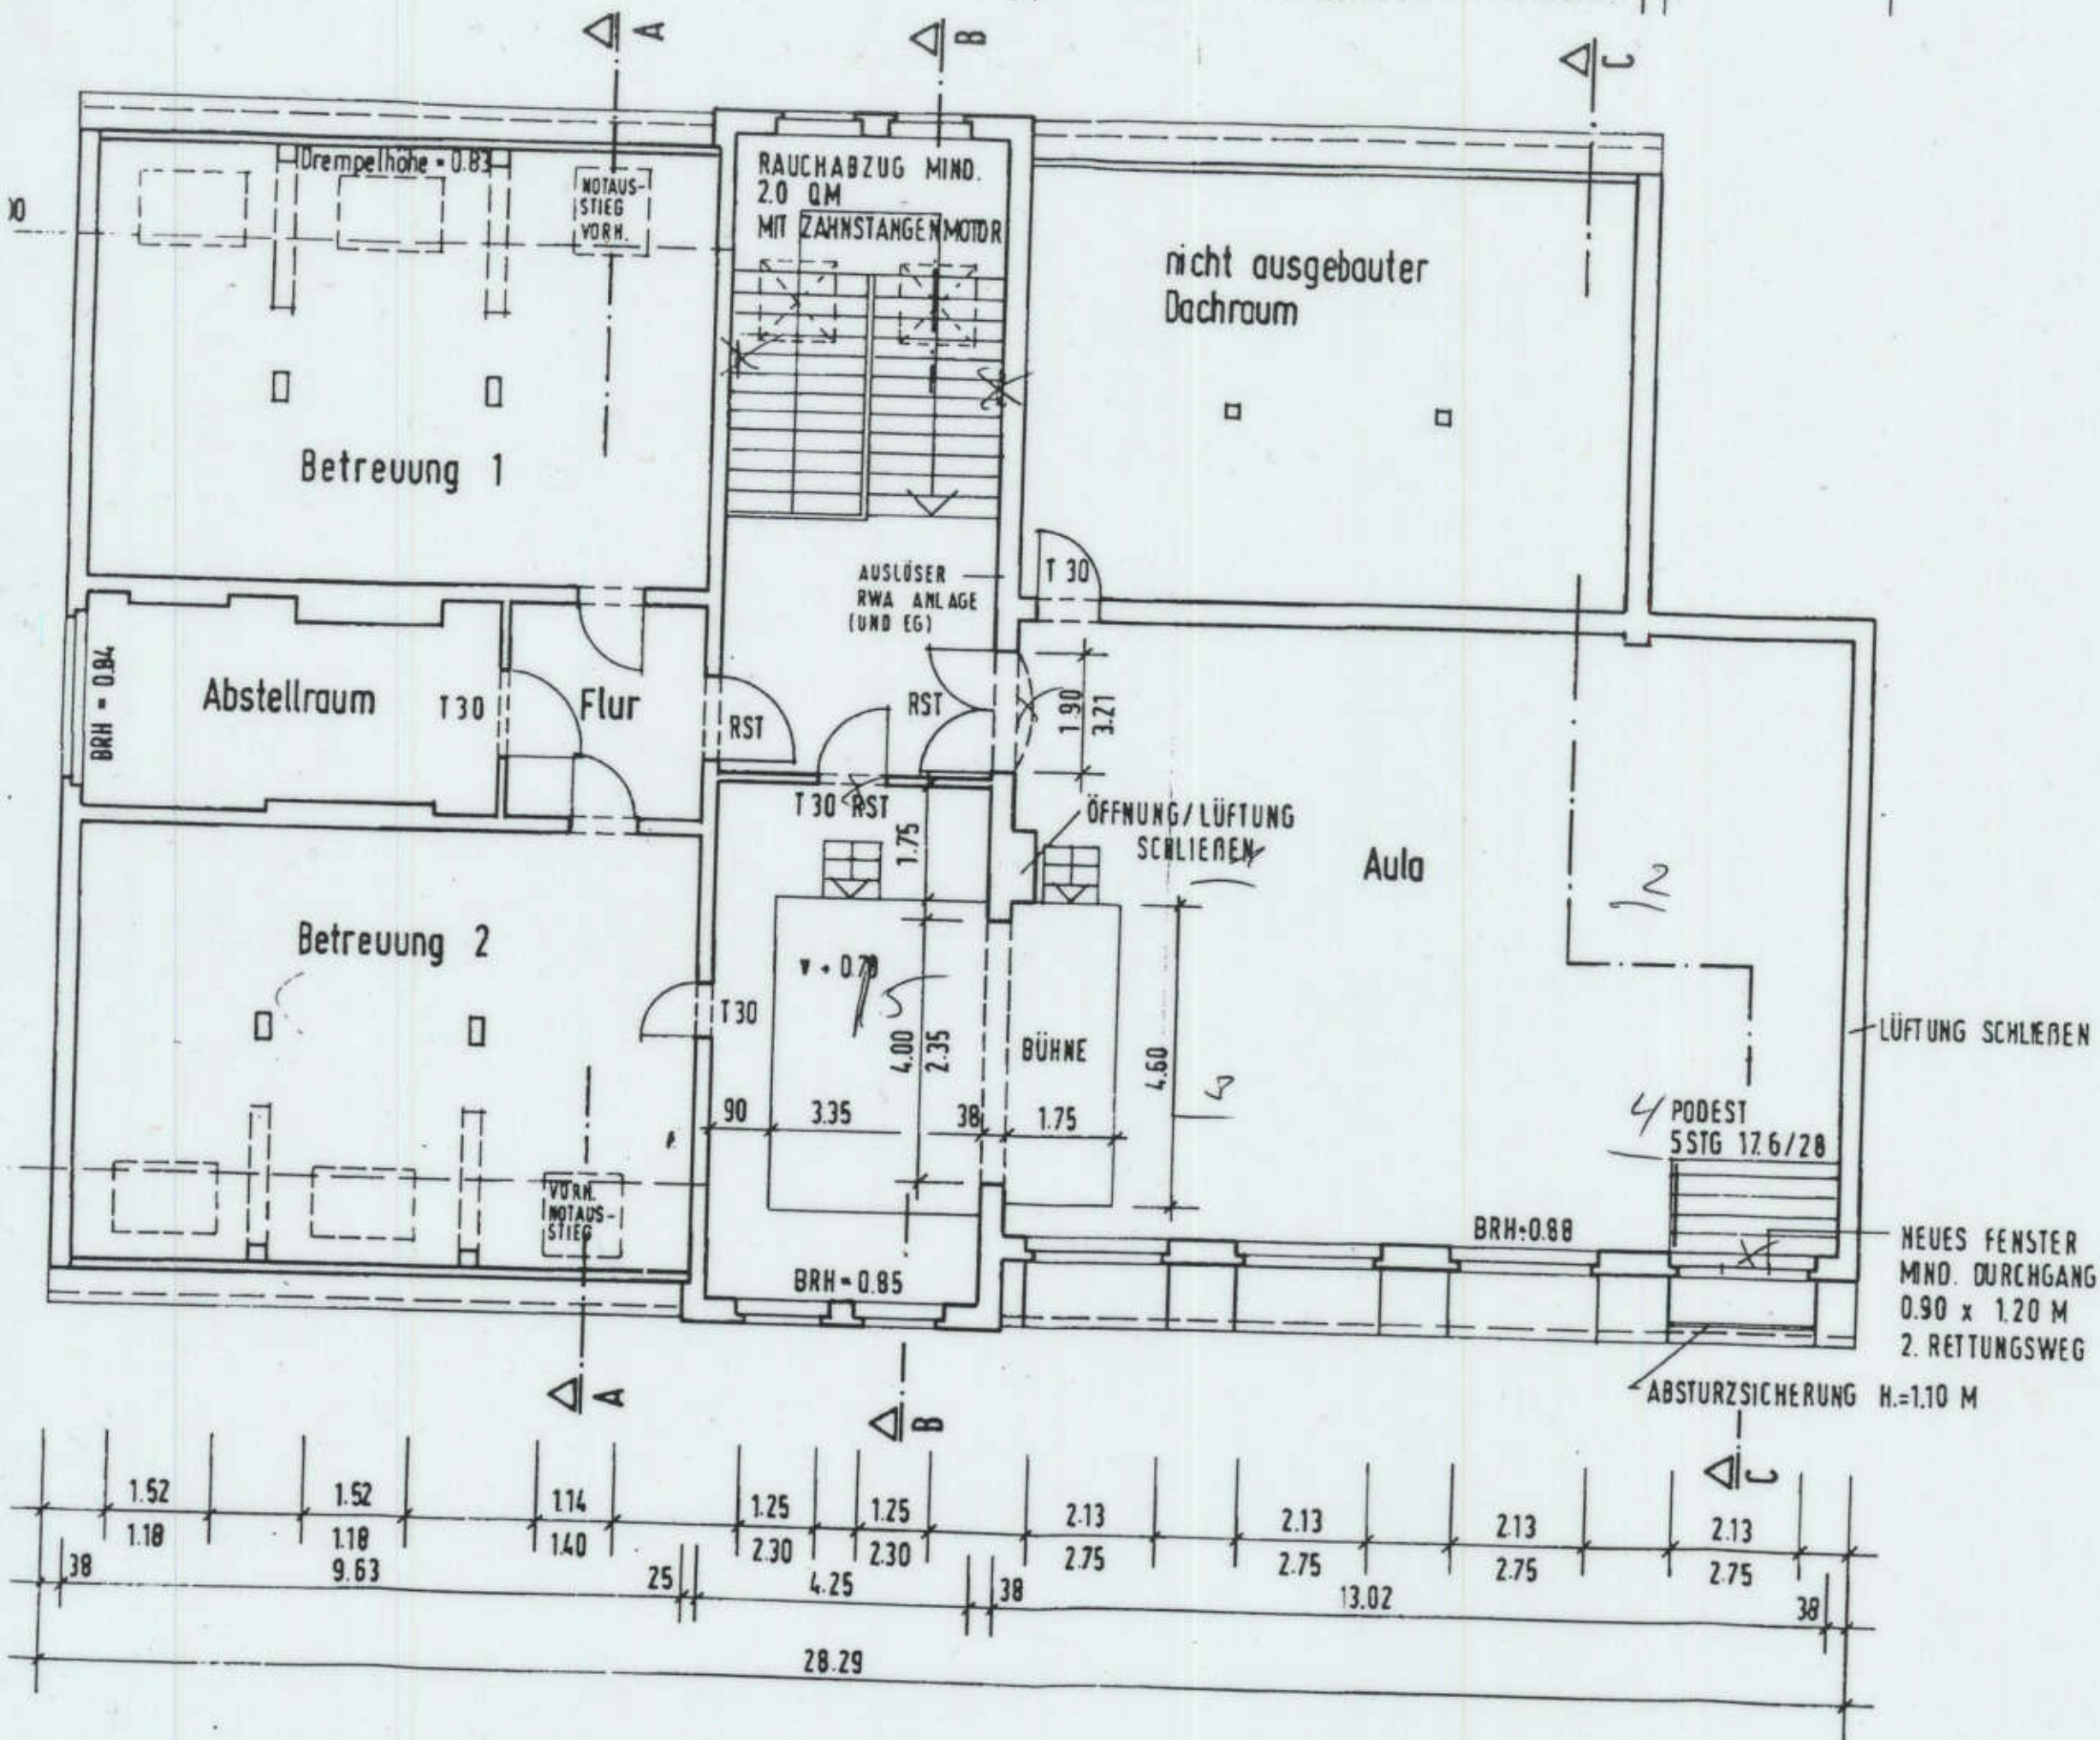 A
B
C
Drempelhöhe = 0.83
NOTAUS-
STIEG
VORH.
RAUCHABZUG MIND.
2.0 QM
MIT ZAHNSTANGENMOTOR
nicht ausgebauter
Dachraum
Betreuung 1
AUSLÖSER
RWA ANLAGE
(UND EG)
T 30
BRH = 0.84
Abstellraum
T 30
Flur
RST
RST
1.90
3.21
T 30 RST
1.75
ÖFFNUNG/LÜFTUNG
SCHLIEßEN
Aula
2
Betreuung 2
T 30
5
4.00
2.35
BÜHNE
4.60
3
LÜFTUNG SCHLIEßEN
90
3.35
38
1.75
4
PODEST
5 STG 17.6/28
VORH.
NOTAUS-
STIEG
BRH = 0.85
BRH=0.88
NEUES FENSTER
MIND. DURCHGANG
0.90 x 1.20 M
2. RETTUNGSWEG
ABSTURZSICHERUNG H.=1.10 M
A
B
C
1.52
1.52
1.14
1.25
1.25
2.13
2.13
2.13
2.13
1.18
1.18
1.40
2.30
2.30
2.75
2.75
2.75
2.75
38
9.63
25
4.25
38
13.02
38
28.29